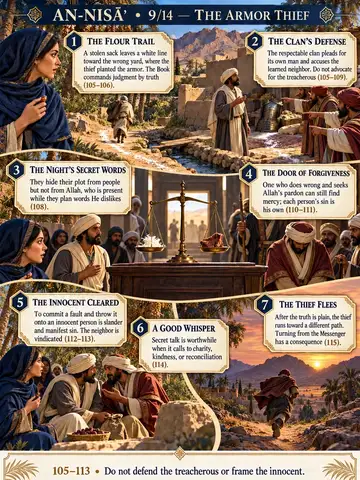 AN-NISĀʾ • 9/14 — THE ARMOR THIEF
1
THE FLOUR TRAIL
A stolen sack leaves a white line
toward the wrong yard, where
the thief planted the armor. The Book
commands judgment by truth
(105–106).
2
THE CLAN'S DEFENSE
The respectable clan pleads for
its own man and accuses the
learned neighbor. Do not advocate
for the treacherous (105–109).
3
THE NIGHT'S SECRET WORDS
They hide their plot from people
but not from Allah, who is present
while they plan words He dislikes
(108).
4
THE DOOR OF FORGIVENESS
One who does wrong and seeks
Allah's pardon can still find
mercy; each person's sin is
his own (110–111).
5
THE INNOCENT CLEARED
To commit a fault and throw it
onto an innocent person is slander
and manifest sin. The neighbor is
vindicated (112–113).
6
A GOOD WHISPER
Secret talk is worthwhile
when it calls to charity,
kindness, or reconciliation
(114).
7
THE THIEF FLEES
After the truth is plain, the thief
runs toward a different path.
Turning from the Messenger
has a consequence (115).
105–113 • Do not defend the treacherous or frame the innocent.